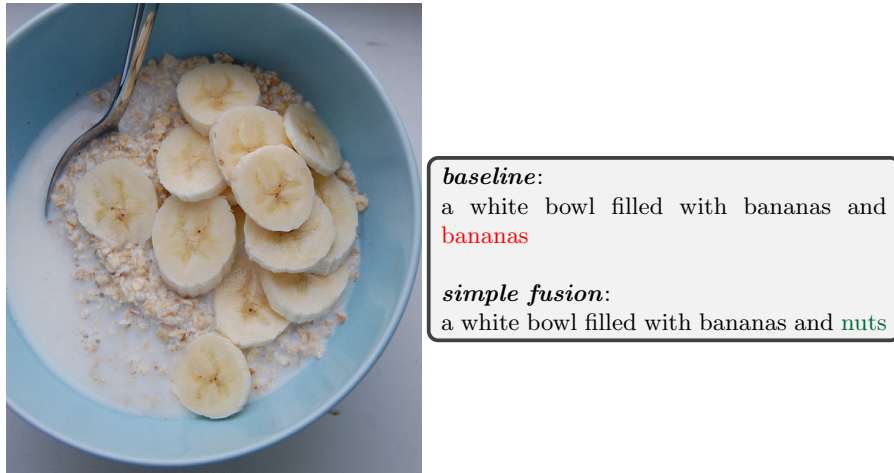 baseline:
a white bowl filled with bananas and
bananas
simple fusion:
a white bowl filled with bananas and nuts